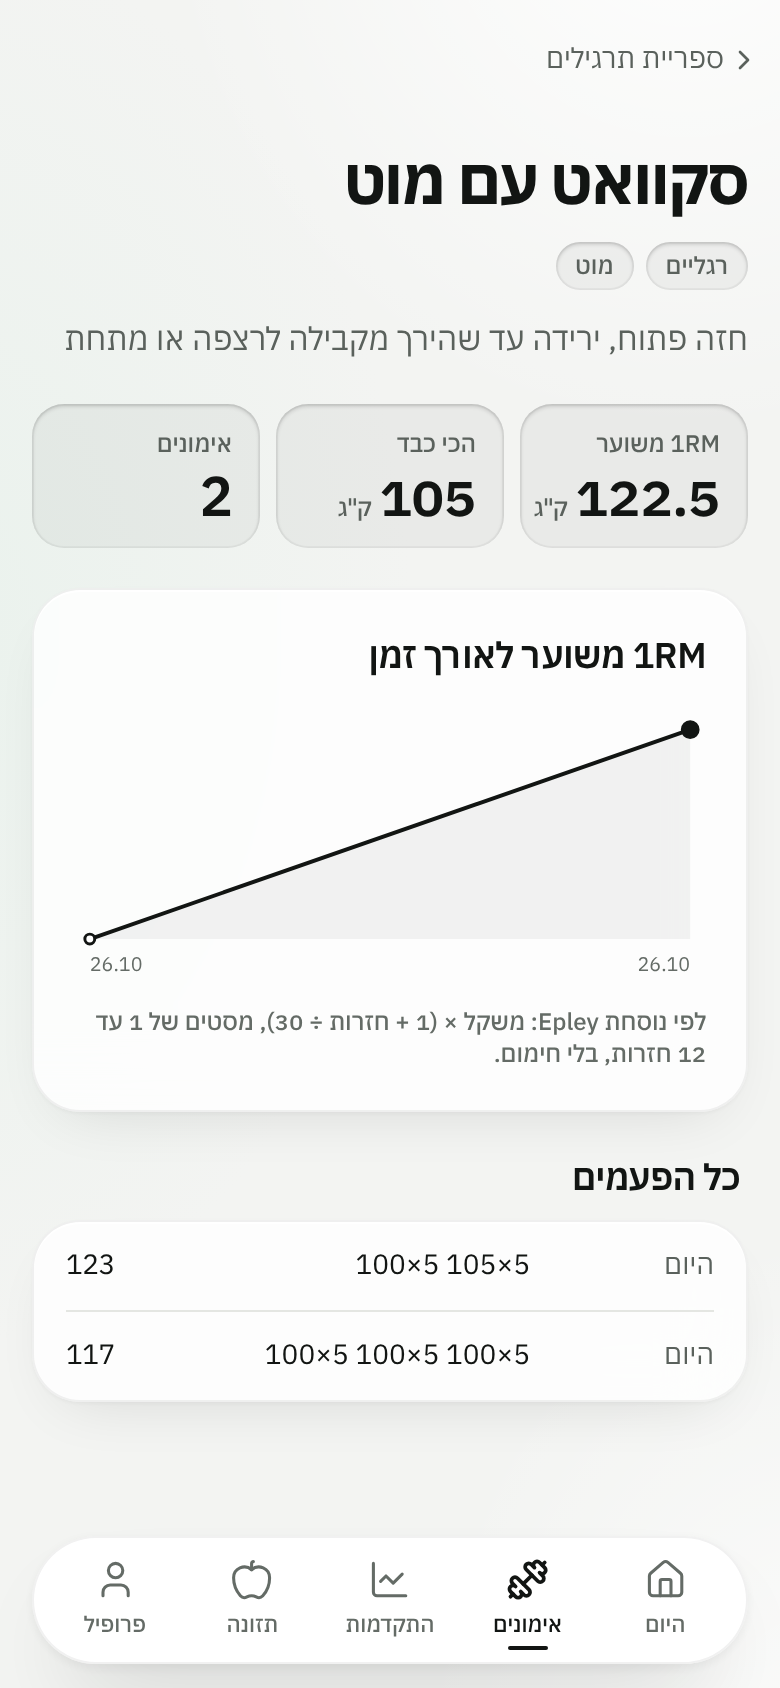 ספריית תרגילים
סקוואט עם מוט
רגליים
מוט
חזה פתוח, ירידה עד שהירך מקבילה לרצפה או מתחת
1RM משוער
122.5 ק"ג
הכי כבד
105 ק"ג
אימונים
2
1RM משוער לאורך זמן
26.10
26.10
לפי נוסחת Epley: משקל × (1 + חזרות ÷ 30), מסטים של 1 עד
12 חזרות, בלי חימום.
כל הפעמים
היום
100×5 105×5
123
היום
100×5 100×5 100×5
117
היום
אימונים
התקדמות
תזונה
פרופיל